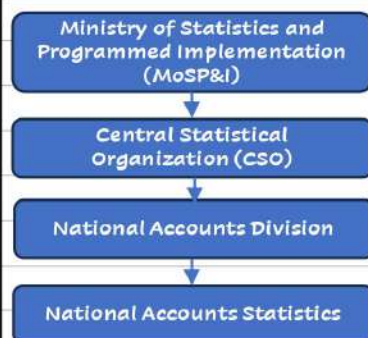 Ministry of Statistics and
Programmed Implementation
(MoSP&I)
Central Statistical
Organization (CSO)
National Accounts Division
National Accounts Statistics